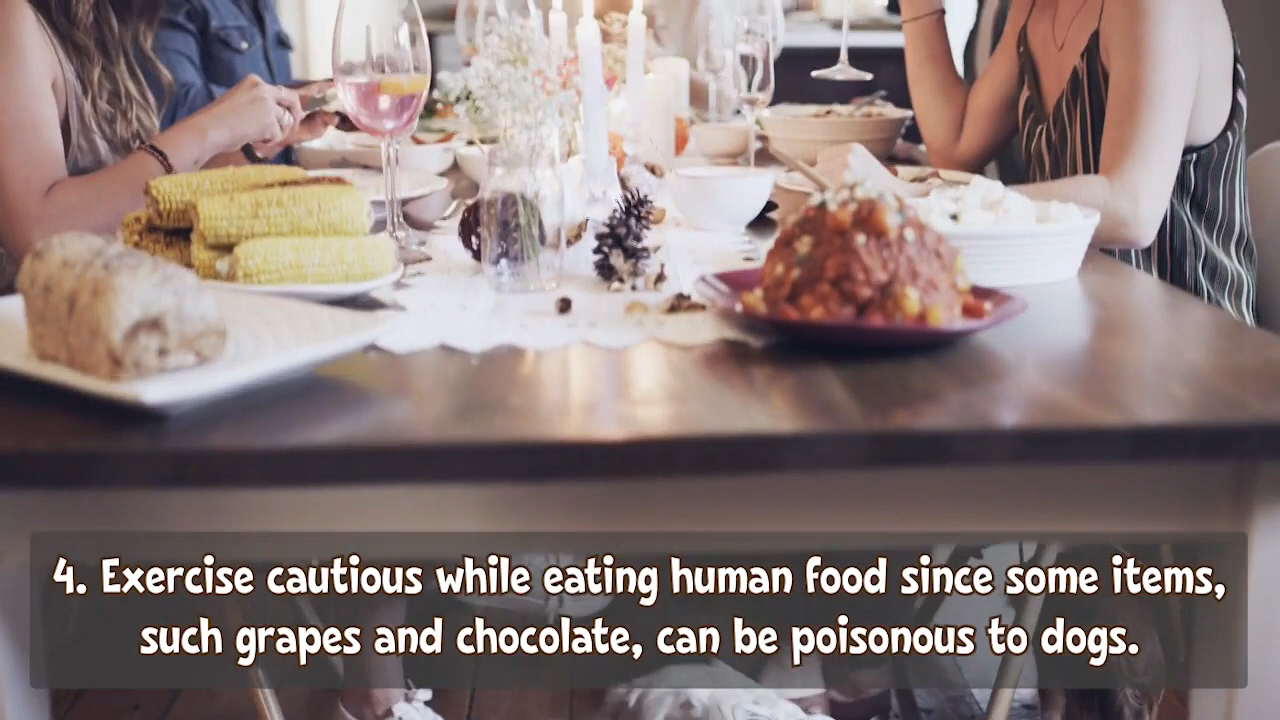 4. Exercise cautious while eating human food since some items,
such grapes and chocolate, can be poisonous to dogs.